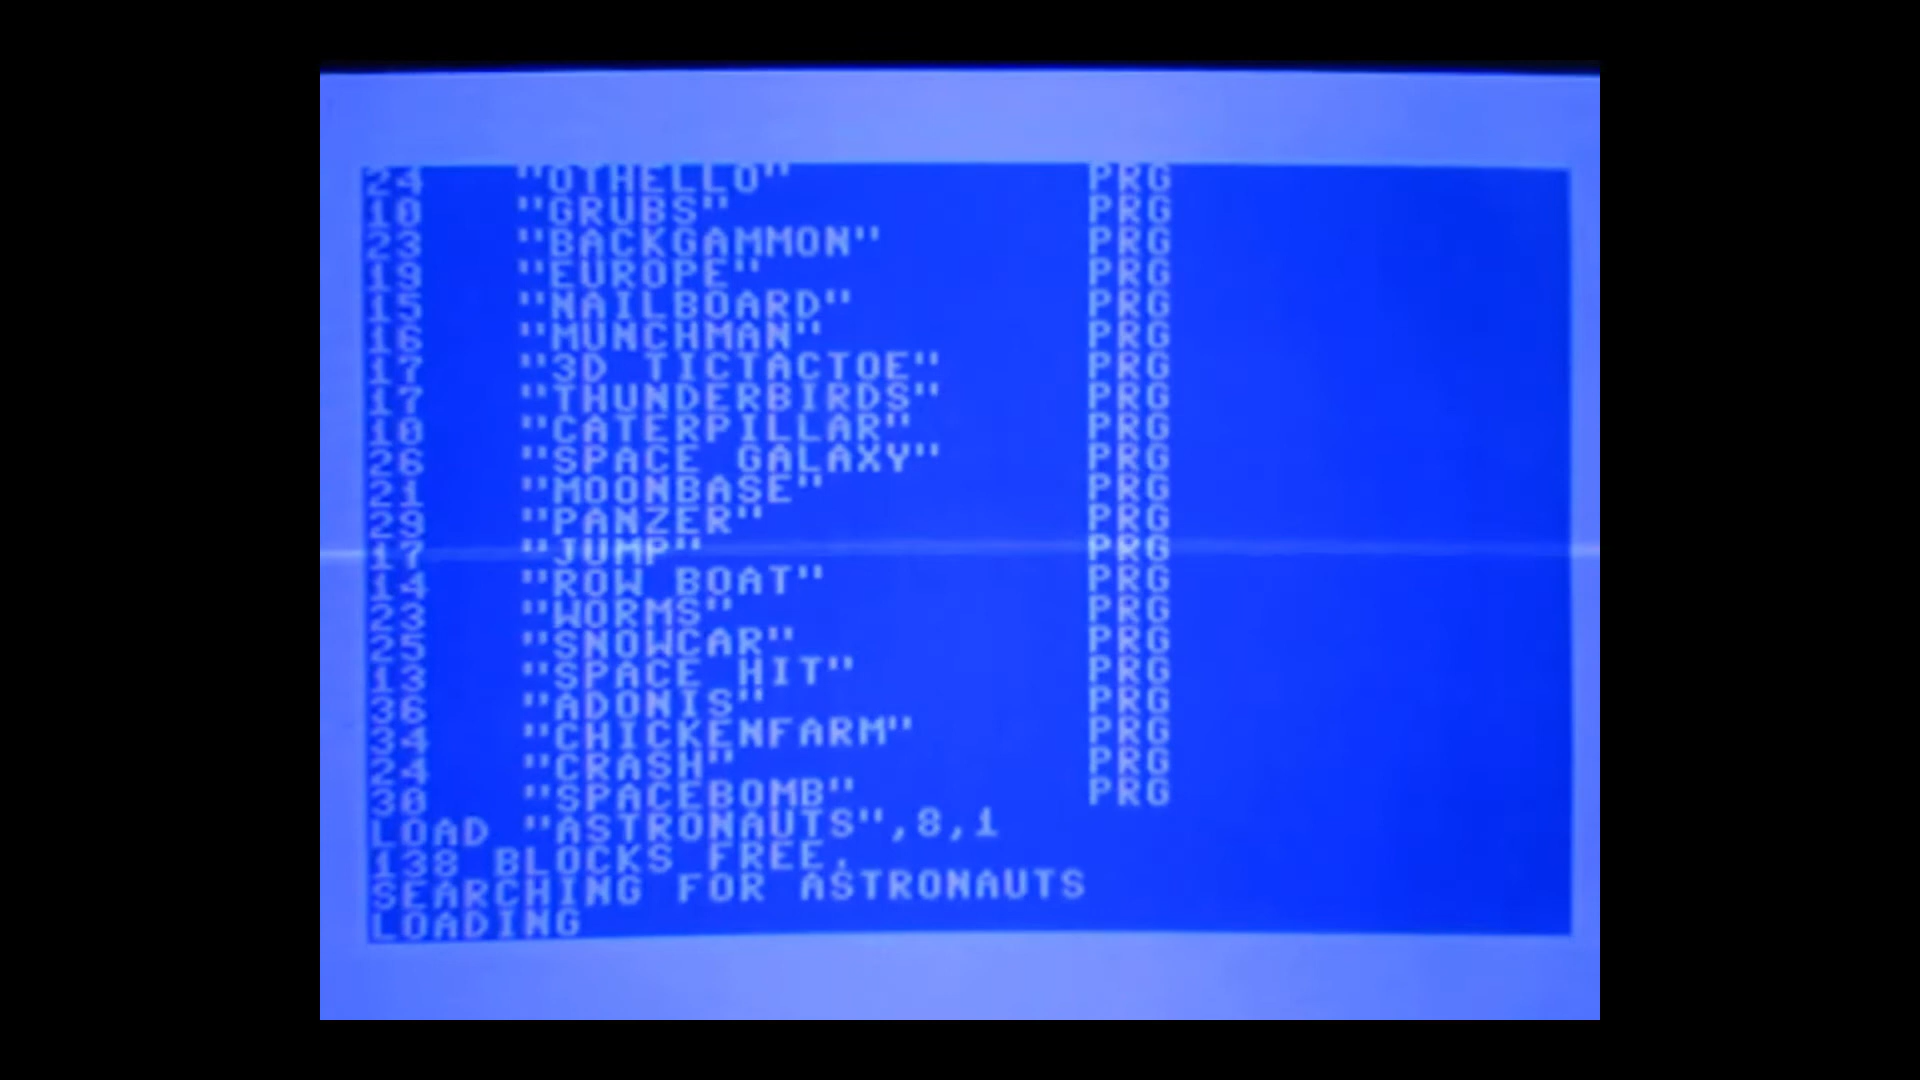 24 "OTHELLO" PRG
10 "GRUBS" PRG
23 "BACKGAMMON" PRG
19 "EUROPE" PRG
15 "NAILBOARD" PRG
16 "MUNCHMAN" PRG
17 "3D TICTACTOE" PRG
17 "THUNDERBIRDS" PRG
10 "CATERPILLAR" PRG
26 "SPACE GALAXY" PRG
21 "MOONBASE" PRG
29 "PANZER" PRG
17 "JUMP" PRG
14 "ROW BOAT" PRG
23 "WORMS" PRG
25 "SNOWCAR" PRG
13 "SPACE HIT" PRG
36 "ADONIS" PRG
34 "CHICKENFARM" PRG
24 "CRASH" PRG
30 "SPACEBOMB" PRG
LOAD "ASTRONAUTS",8,1
138 BLOCKS FREE.
SEARCHING FOR ASTRONAUTS
LOADING